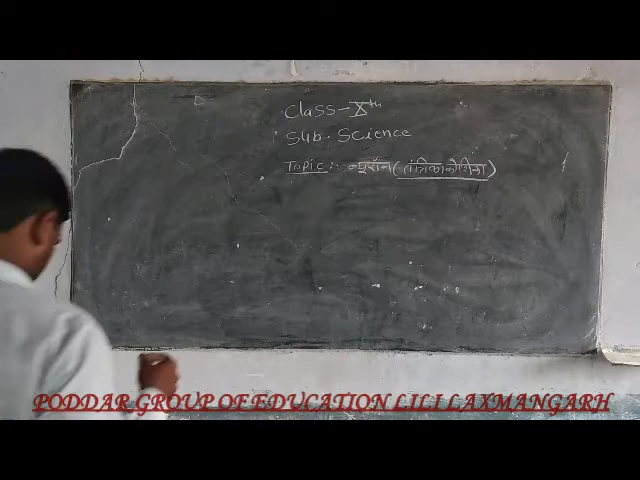 Class-Xth
Sub. Science
Topic :- न्यूरॉन (तंत्रिकाकोशिका)
PODDAR GROUP OF EDUCATION LILI LAXMANGARH